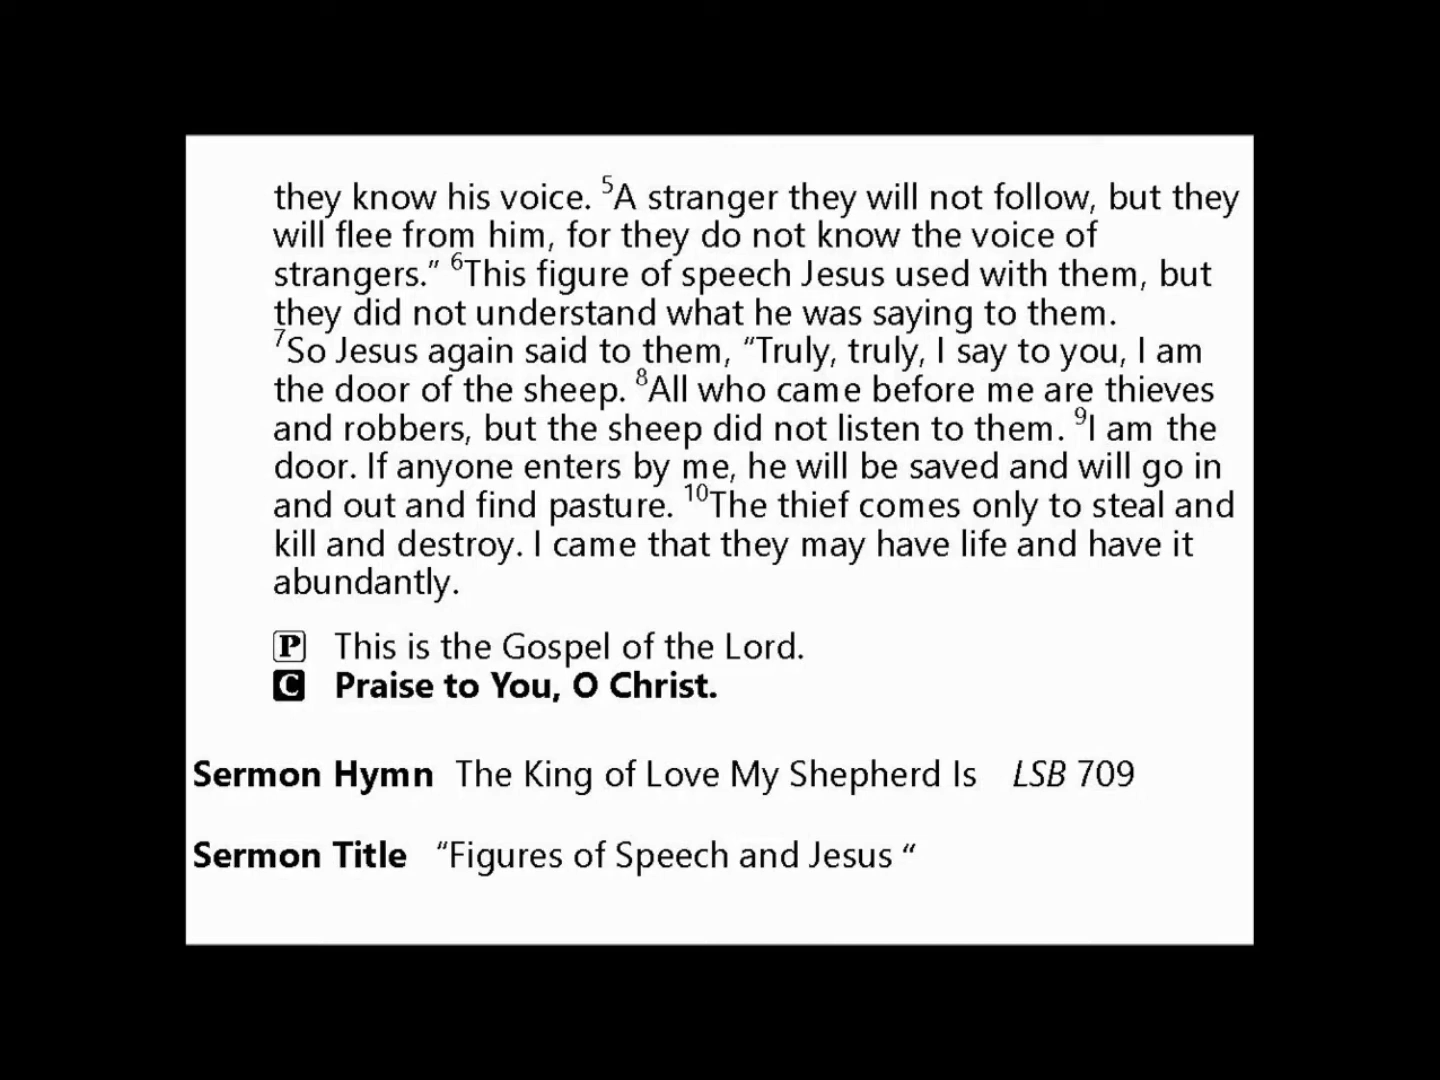 they know his voice. ⁵A stranger they will not follow, but they
will flee from him, for they do not know the voice of
strangers.” ⁶This figure of speech Jesus used with them, but
they did not understand what he was saying to them.
⁷So Jesus again said to them, “Truly, truly, I say to you, I am
the door of the sheep. ⁸All who came before me are thieves
and robbers, but the sheep did not listen to them. ⁹I am the
door. If anyone enters by me, he will be saved and will go in
and out and find pasture. ¹⁰The thief comes only to steal and
kill and destroy. I came that they may have life and have it
abundantly.
P This is the Gospel of the Lord.
C Praise to You, O Christ.
Sermon Hymn The King of Love My Shepherd Is LSB 709
Sermon Title “Figures of Speech and Jesus “